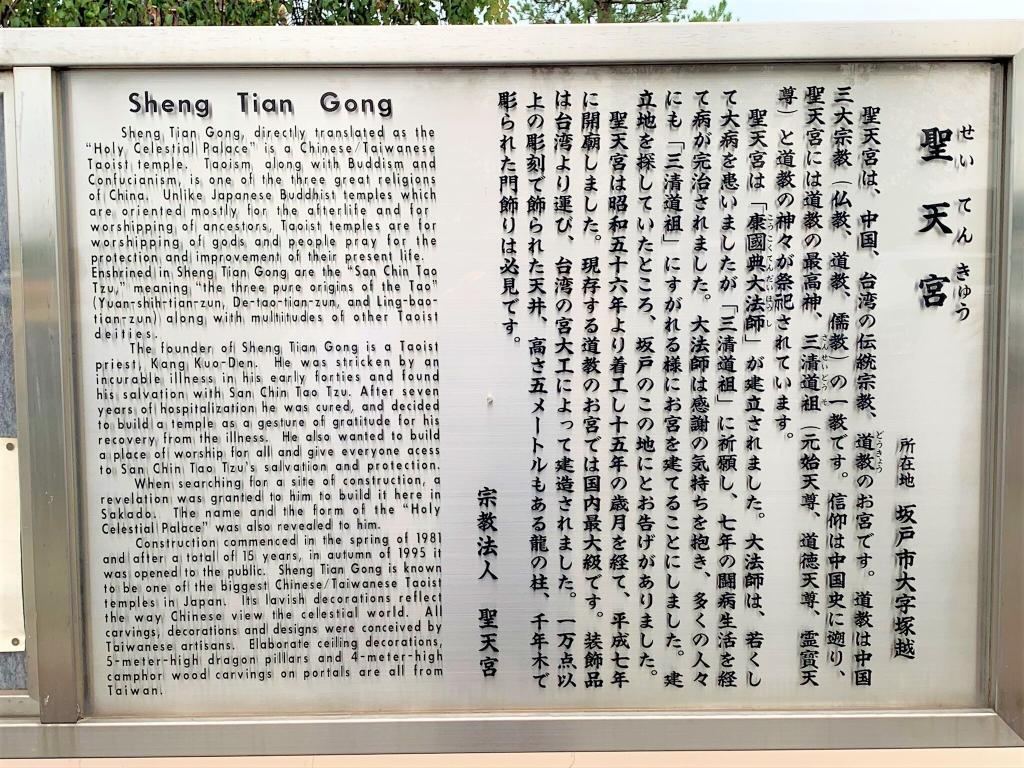 Sheng Tian Gong
Sheng Tian Gong, directly translated as the
“Holy Celestial Palace” is a Chinese/Taiwanese
Taoist temple. Taoism, along with Buddism and
Confucianism, is one of the three great religions
of China. Unlike Japanese Buddhist temples which
are oriented mostly for the afterlife and for
worshipping of ancestors, Taoist temples are for
worshipping of gods and people pray for the
protection and improvement of their present life.
Enshrined in Sheng Tian Gong are the “San Chin Tao
Tzu,” meaning “the three pure origins of the Tao”
(Yuan-shih-tian-zun, De-tao-tian-zun, and Ling-bao-
tian-zun) along with multitudes of other Taoist
deities.
The founder of Sheng Tian Gong is a Taoist
priest, Kang Kuo-Den. He was stricken by an
incurable illness in his early forties and found
his salvation with San Chin Tao Tzu. After seven
years of hospitalization he was cured, and decided
to build a temple as a gesture of gratitude for his
recovery from the illness. He also wanted to build
a place of worship for all and give everyone acess
to San Chin Tao Tzu's salvation and protection.
When searching for a site of construction, a
revelation was granted to him to build it here in
Sakado. The name and the form of the “Holy
Celestial Palace” was also revealed to him.
Construction commenced in the spring of 1981
and after a total of 15 years, in autumn of 1995 it
was opened to the public. Sheng Tian Gong is known
to be one of the biggest Chinese/Taiwanese Taoist
temples in Japan. Its lavish decorations reflect
the way Chinese view the celestial world. All
carvings, decorations and designs were conceived by
Taiwanese artisans. Elaborate ceiling decorations,
5-meter-high dragon pillars and 4-meter-high
camphor wood carvings on portals are all from
Taiwan.
せい てん きゅう
聖天宮
所在地 坂戸市大字塚越
どうきょう
聖天宮は、中国、台湾の伝統宗教、道教のお宮です。道教は中国
三大宗教（仏教、道教、儒教）の一教です。信仰は中国史に遡り、
さんせいどうそ
聖天宮には道教の最高神、三清道祖（元始天尊、道徳天尊、霊寶天
尊）と道教の神々が祭祀されています。
こうこくてんだいほうし
聖天宮は「康國典大法師」が建立されました。大法師は、若くし
て大病を患いましたが「三清道祖」に祈願し、七年の闘病生活を経
て病が完治されました。大法師は感謝の気持ちを抱き、多くの人々
にも「三清道祖」にすがれる様にお宮を建てることにしました。建
立地を探していたところ、坂戸のこの地にとお告げがありました。
聖天宮は昭和五十六年より着工し十五年の歳月を経て、平成七年
に開廟しました。現存する道教のお宮では国内最大級です。装飾品
は台湾より運び、台湾の宮大工によって建造されました。一万点以
上の彫刻で飾られた天井、高さ五メートルもある龍の柱、千年木で
彫られた門飾りは必見です。
宗教法人 聖天宮